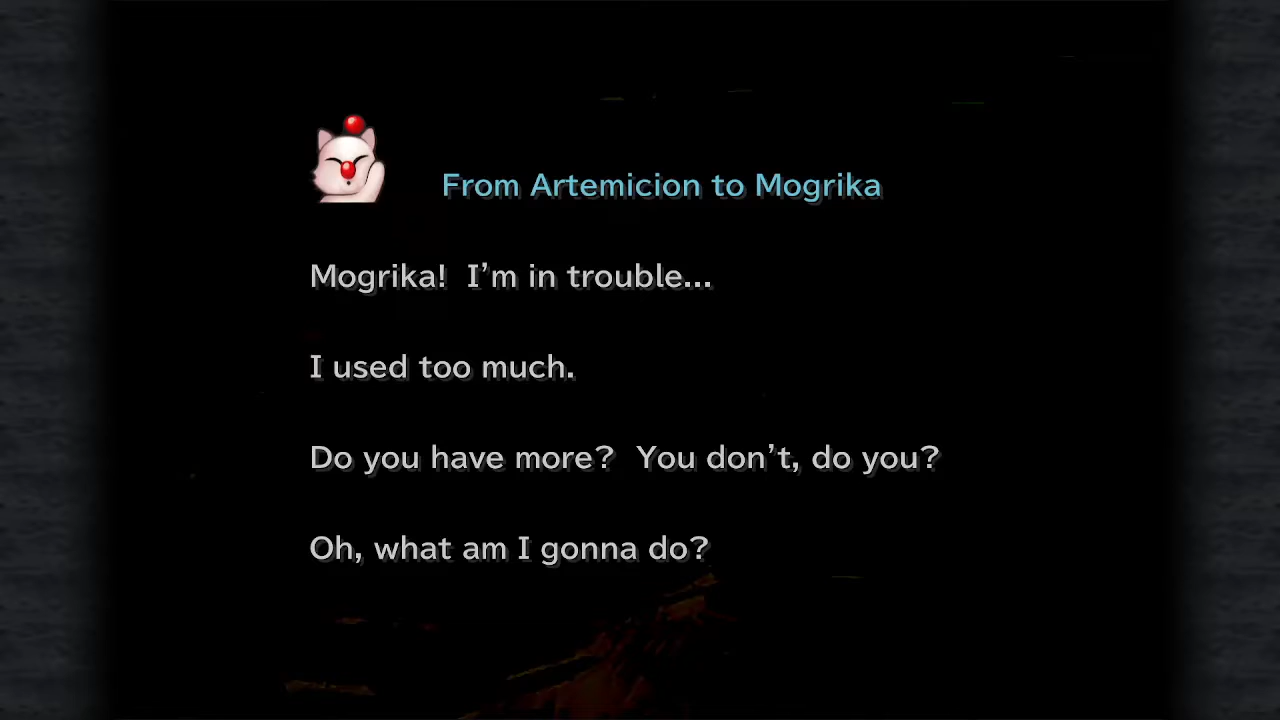 From Artemicion to Mogrika
Mogrika!  I'm in trouble...
I used too much.
Do you have more?  You don't, do you?
Oh, what am I gonna do?